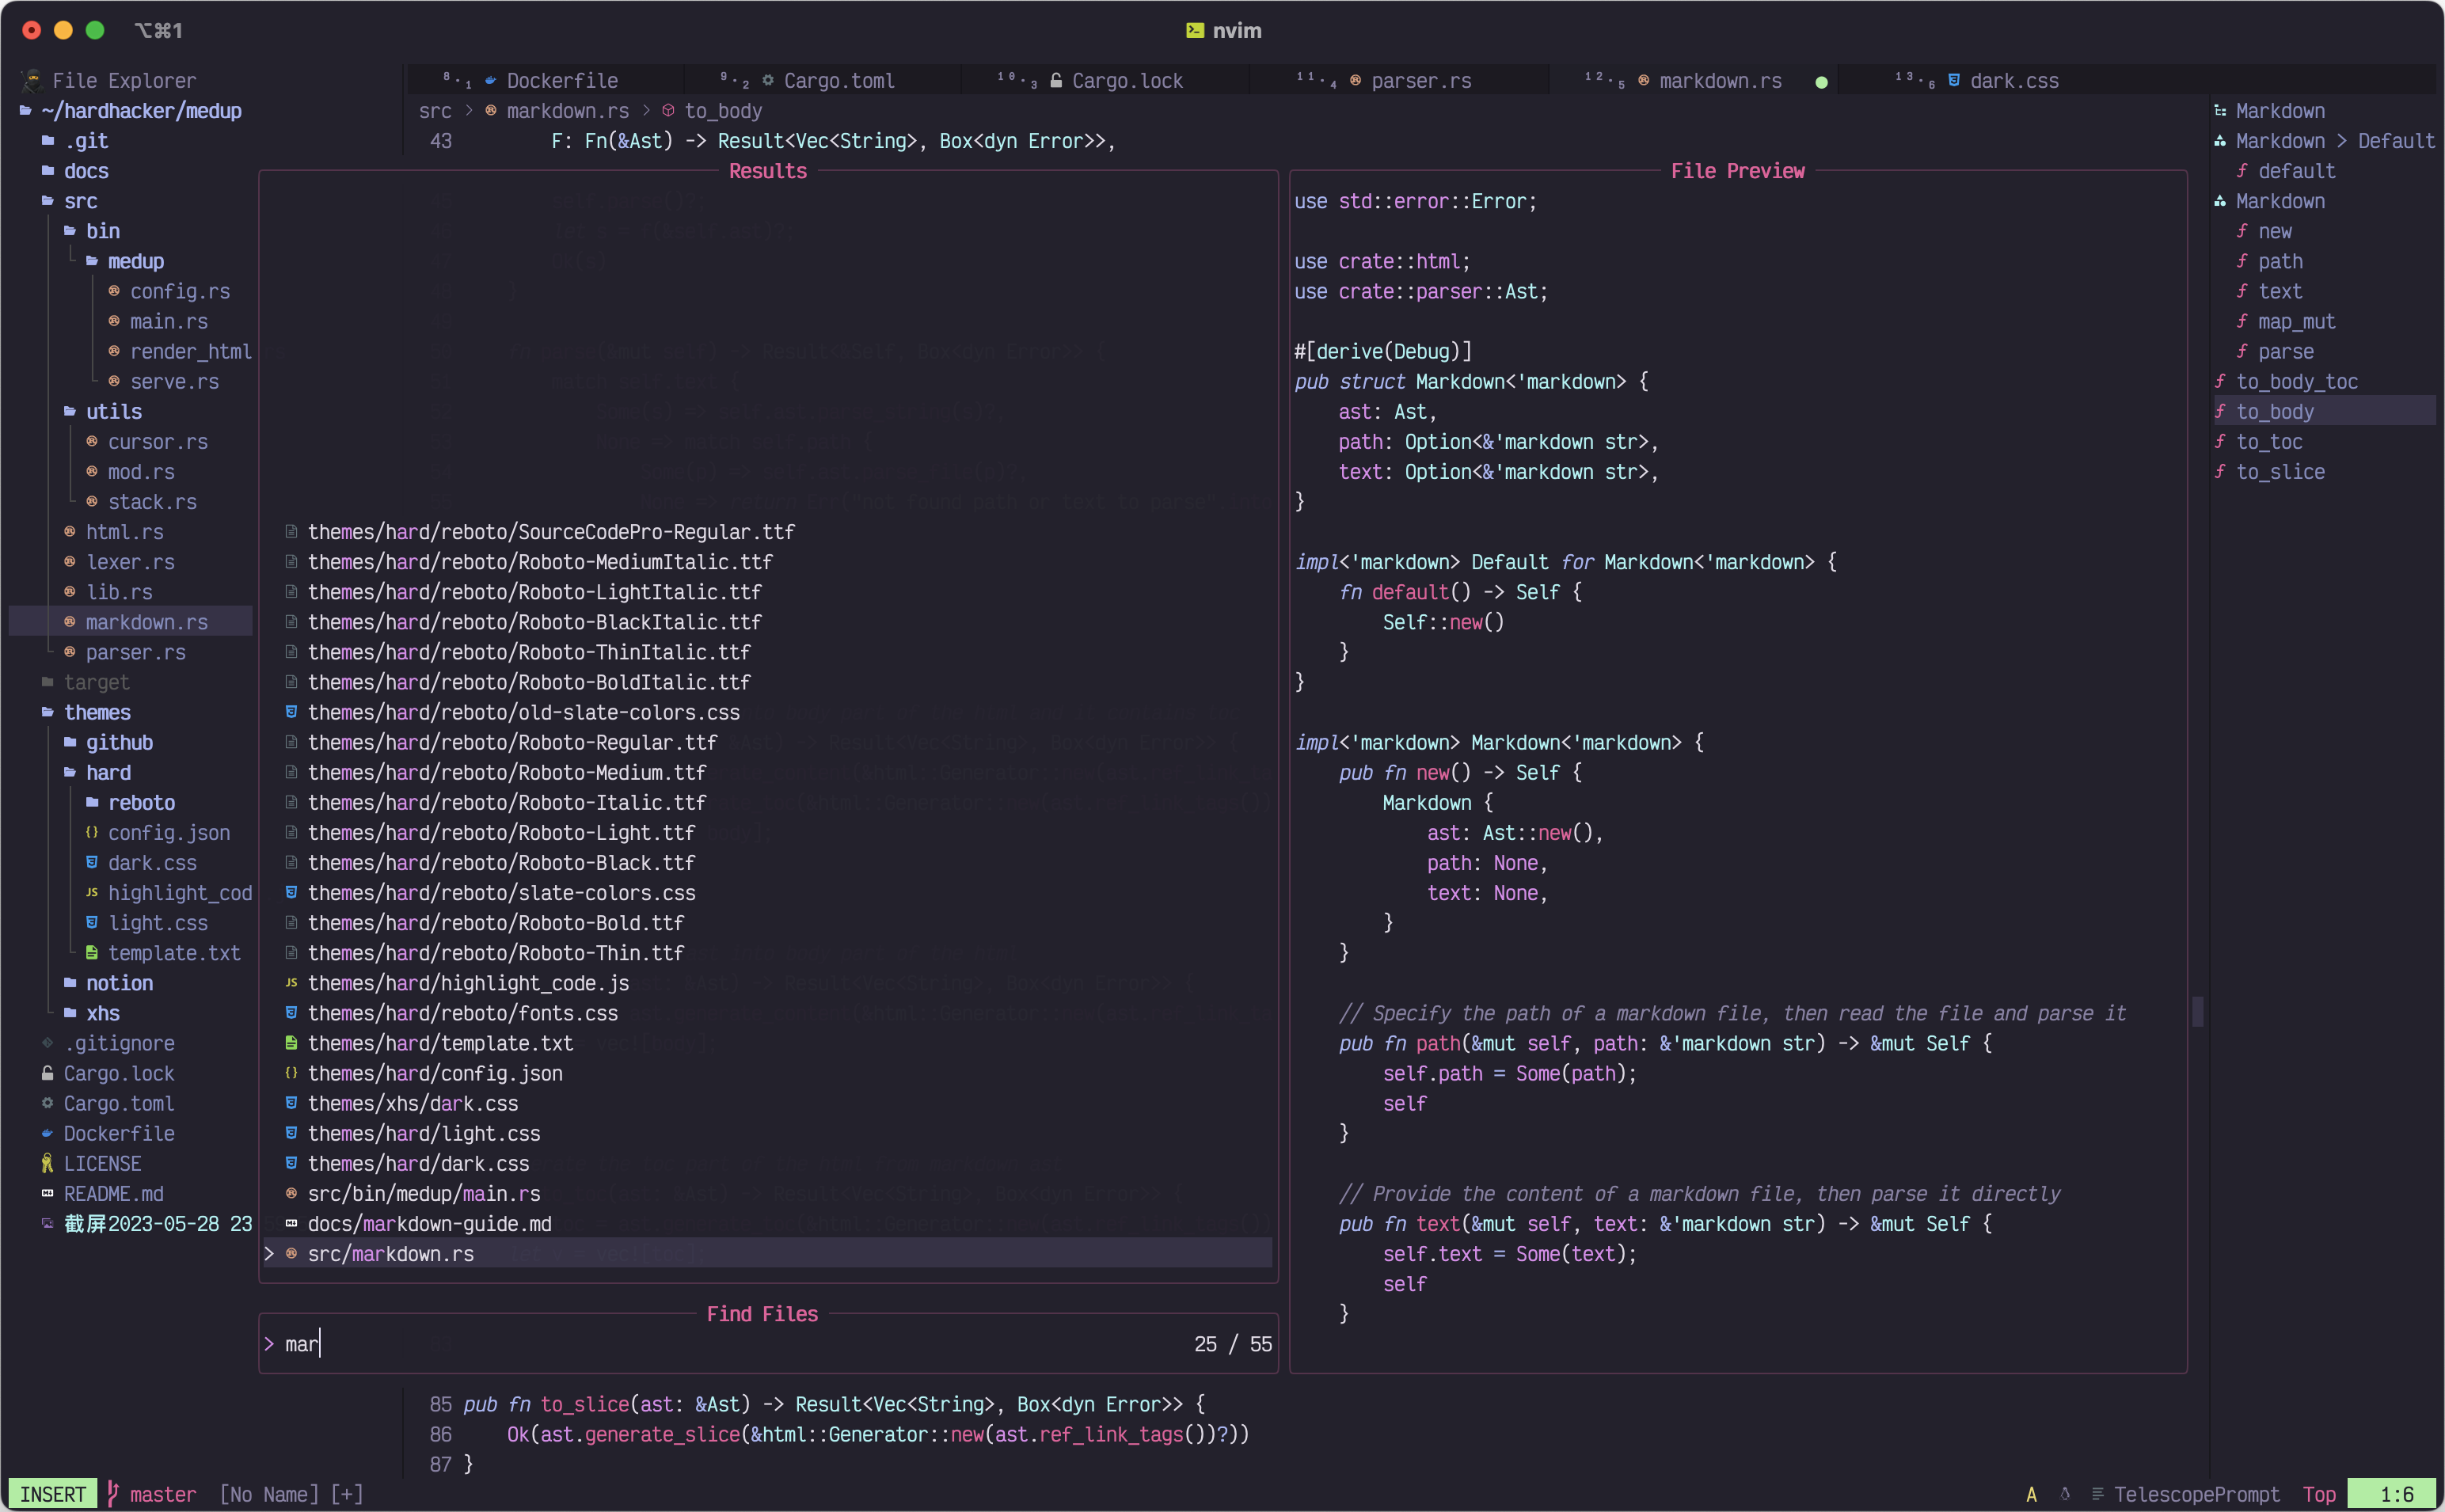 ⌥⌘1
nvim
File Explorer
~/hardhacker/medup
.git
docs
src
bin
medup
config.rs
main.rs
render_html
serve.rs
utils
cursor.rs
mod.rs
stack.rs
html.rs
lexer.rs
lib.rs
markdown.rs
parser.rs
target
themes
github
hard
reboto
config.json
dark.css
highlight_cod
light.css
template.txt
notion
xhs
.gitignore
Cargo.lock
Cargo.toml
Dockerfile
LICENSE
README.md
截屏2023-05-28 23
8·1 Dockerfile 9·2 Cargo.toml 10·3 Cargo.lock 11·4 parser.rs 12·5 markdown.rs ● 13·6 dark.css
src > markdown.rs > to_body
43 F: Fn(&Ast) -> Result<Vec<String>, Box<dyn Error>>,
Results
themes/hard/reboto/SourceCodePro-Regular.ttf
themes/hard/reboto/Roboto-MediumItalic.ttf
themes/hard/reboto/Roboto-LightItalic.ttf
themes/hard/reboto/Roboto-BlackItalic.ttf
themes/hard/reboto/Roboto-ThinItalic.ttf
themes/hard/reboto/Roboto-BoldItalic.ttf
themes/hard/reboto/old-slate-colors.css
themes/hard/reboto/Roboto-Regular.ttf
themes/hard/reboto/Roboto-Medium.ttf
themes/hard/reboto/Roboto-Italic.ttf
themes/hard/reboto/Roboto-Light.ttf
themes/hard/reboto/Roboto-Black.ttf
themes/hard/reboto/slate-colors.css
themes/hard/reboto/Roboto-Bold.ttf
themes/hard/reboto/Roboto-Thin.ttf
themes/hard/highlight_code.js
themes/hard/reboto/fonts.css
themes/hard/template.txt
themes/hard/config.json
themes/xhs/dark.css
themes/hard/light.css
themes/hard/dark.css
src/bin/medup/main.rs
docs/markdown-guide.md
> src/markdown.rs
Find Files
> mar 25 / 55
File Preview
use std::error::Error;
use crate::html;
use crate::parser::Ast;
#[derive(Debug)]
pub struct Markdown<'markdown> {
ast: Ast,
path: Option<&'markdown str>,
text: Option<&'markdown str>,
}
impl<'markdown> Default for Markdown<'markdown> {
fn default() -> Self {
Self::new()
}
}
impl<'markdown> Markdown<'markdown> {
pub fn new() -> Self {
Markdown {
ast: Ast::new(),
path: None,
text: None,
}
}
// Specify the path of a markdown file, then read the file and parse it
pub fn path(&mut self, path: &'markdown str) -> &mut Self {
self.path = Some(path);
self
}
// Provide the content of a markdown file, then parse it directly
pub fn text(&mut self, text: &'markdown str) -> &mut Self {
self.text = Some(text);
self
}
Markdown
Markdown > Default
default
Markdown
new
path
text
map_mut
parse
to_body_toc
to_body
to_toc
to_slice
85 pub fn to_slice(ast: &Ast) -> Result<Vec<String>, Box<dyn Error>> {
86 Ok(ast.generate_slice(&html::Generator::new(ast.ref_link_tags())?))
87 }
INSERT master [No Name] [+] A TelescopePrompt Top 1:6